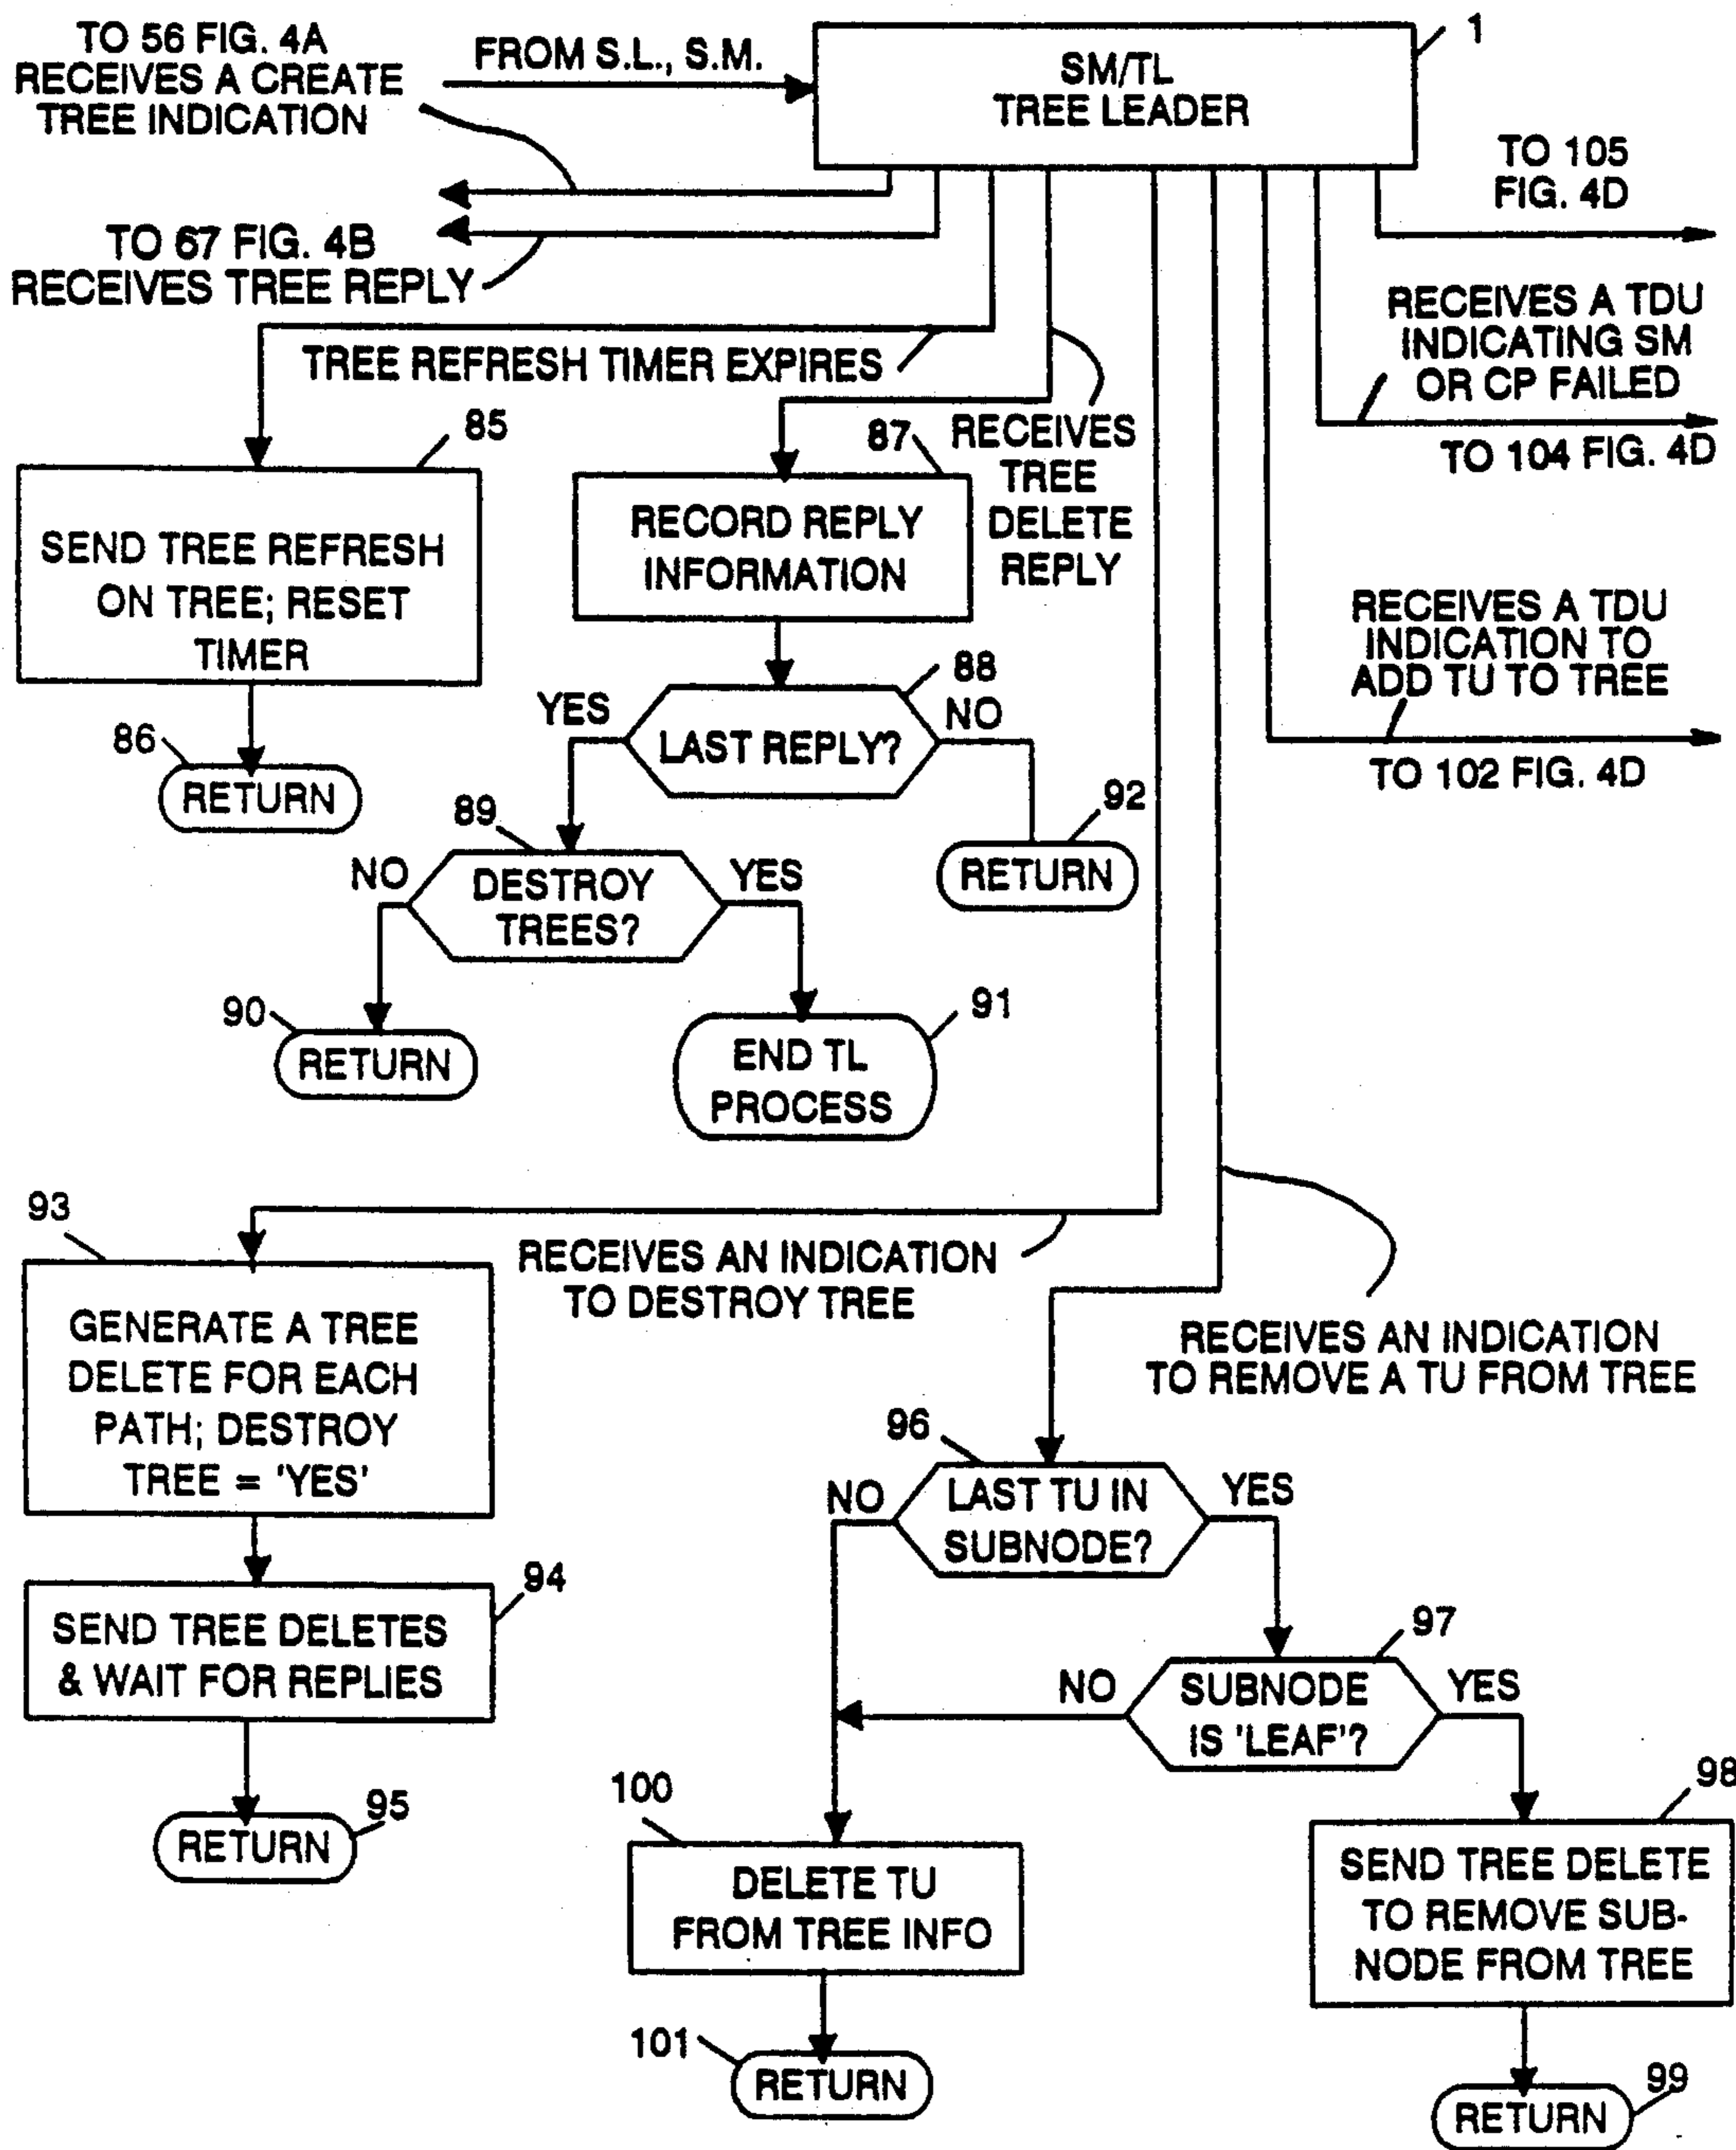 TO 56 FIG. 4A
RECEIVES A CREATE
TREE INDICATION
FROM S.L., S.M.
SM/TL
TREE LEADER
1
TO 105
FIG. 4D
TO 67 FIG. 4B
RECEIVES TREE REPLY
RECEIVES A TDU
INDICATING SM
OR CP FAILED
TO 104 FIG. 4D
TREE REFRESH TIMER EXPIRES
85
SEND TREE REFRESH
ON TREE; RESET
TIMER
86
RETURN
87
RECORD REPLY
INFORMATION
RECEIVES
TREE
DELETE
REPLY
RECEIVES A TDU
INDICATION TO
ADD TU TO TREE
TO 102 FIG. 4D
88
YES
LAST REPLY?
NO
92
RETURN
89
NO
DESTROY
TREES?
YES
90
RETURN
91
END TL
PROCESS
93
RECEIVES AN INDICATION
TO DESTROY TREE
GENERATE A TREE
DELETE FOR EACH
PATH; DESTROY
TREE = 'YES'
94
SEND TREE DELETES
& WAIT FOR REPLIES
95
RETURN
RECEIVES AN INDICATION
TO REMOVE A TU FROM TREE
96
NO
LAST TU IN
SUBNODE?
YES
97
NO
SUBNODE
IS 'LEAF'?
YES
98
SEND TREE DELETE
TO REMOVE SUB-
NODE FROM TREE
99
RETURN
100
DELETE TU
FROM TREE INFO
101
RETURN